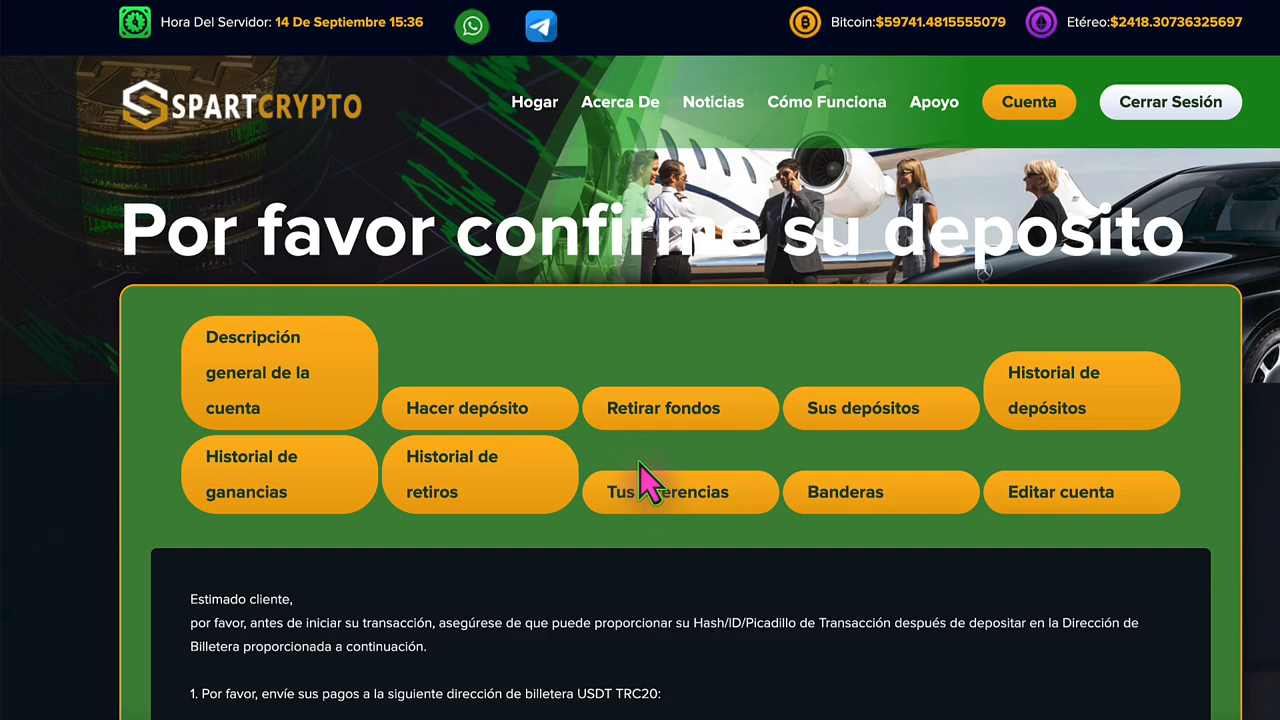 Hora Del Servidor: 14 De Septiembre 15:36
Bitcoin:$59741.4815555079
Etéreo:$2418.30736325697
SPARTCRYPTO
Hogar
Acerca De
Noticias
Cómo Funciona
Apoyo
Cuenta
Cerrar Sesión
Por favor confirme su deposito
Descripción
general de la
cuenta
Hacer depósito
Retirar fondos
Sus depósitos
Historial de
depósitos
Historial de
ganancias
Historial de
retiros
Tus
Banderas
Editar cuenta
Estimado cliente,
por favor, antes de iniciar su transacción, asegúrese de que puede proporcionar su Hash/ID/Picadillo de Transacción después de depositar en la Dirección de
Billetera proporcionada a continuación.
1. Por favor, envíe sus pagos a la siguiente dirección de billetera USDT TRC20: